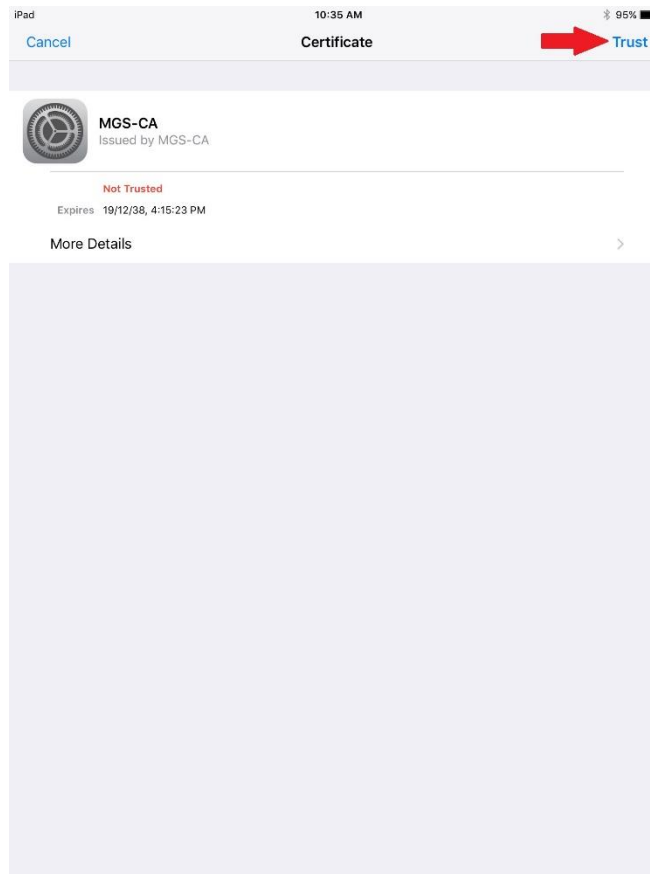 iPad 10:35 AM 95%
Cancel Certificate Trust
MGS-CA
Issued by MGS-CA
Not Trusted
Expires 19/12/38, 4:15:23 PM
More Details